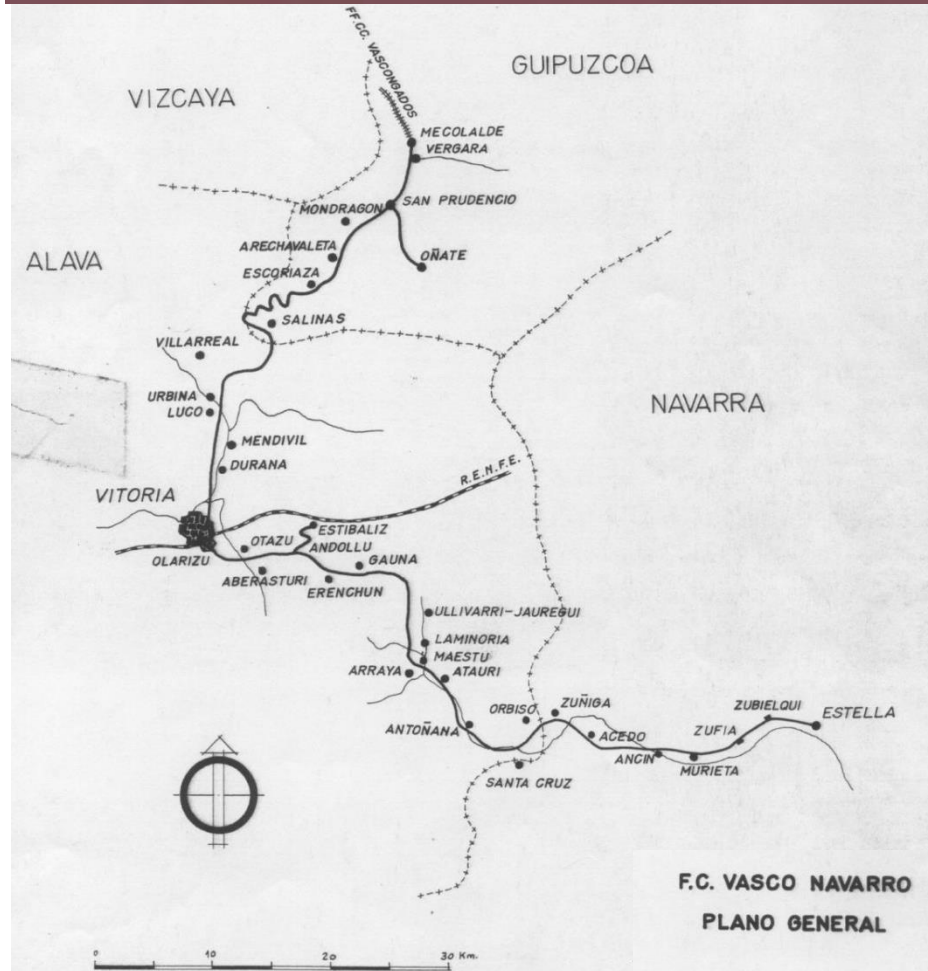 FF.CC. VASCONGADOS
GUIPUZCOA
VIZCAYA
MECOLALDE
VERGARA
SAN PRUDENCIO
MONDRAGON
ARECHAVALETA
OÑATE
ALAVA
ESCORIAZA
SALINAS
VILLARREAL
URBINA
LUCO
NAVARRA
MENDIVIL
DURANA
R.E.N.F.E.
VITORIA
ESTIBALIZ
OTAZU
ANDOLLU
OLARIZU
GAUNA
ABERASTURI
ERENCHUN
ULLIVARRI-JAUREGUI
LAMINORIA
MAESTU
ARRAYA
ATAURI
ORBISO
ZUÑIGA
ZUBIELQUI
ESTELLA
ANTOÑANA
ACEDO
ZUFIA
ANCIN
MURIETA
SANTA CRUZ
F.C. VASCO NAVARRO
PLANO GENERAL
0 10 20 30 Km.